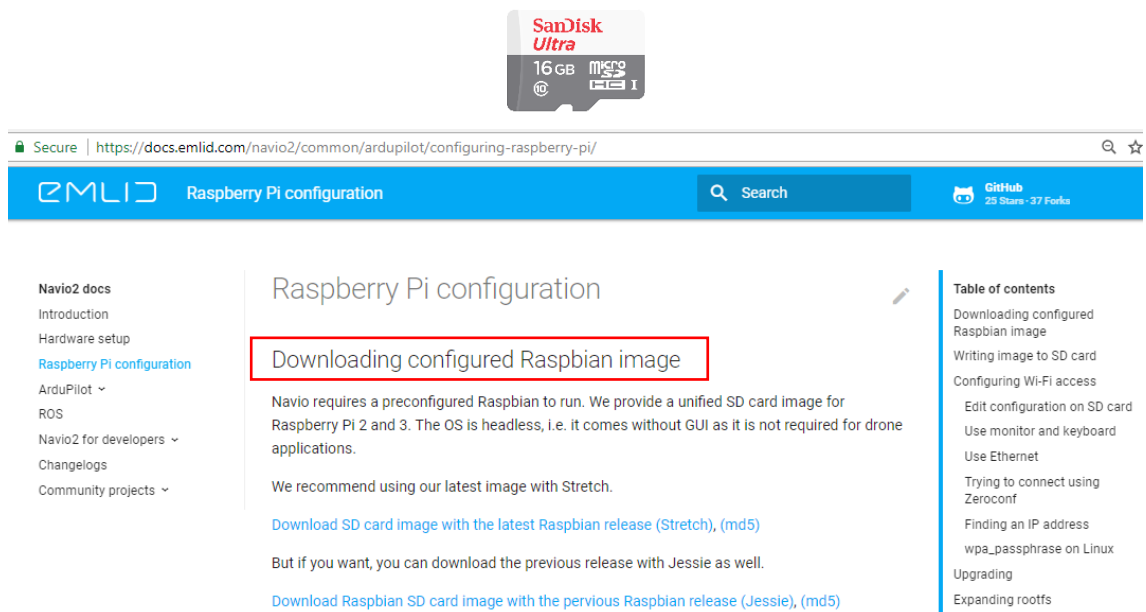 SanDisk
Ultra
16GB micro SD HC I
10
Secure | https://docs.emlid.com/navio2/common/ardupilot/configuring-raspberry-pi/
EMLID Raspberry Pi configuration Search GitHub
25 Stars · 37 Forks
Navio2 docs
Introduction
Hardware setup
Raspberry Pi configuration
ArduPilot
ROS
Navio2 for developers
Changelogs
Community projects
Raspberry Pi configuration
Downloading configured Raspbian image
Navio requires a preconfigured Raspbian to run. We provide a unified SD card image for
Raspberry Pi 2 and 3. The OS is headless, i.e. it comes without GUI as it is not required for drone
applications.
We recommend using our latest image with Stretch.
Download SD card image with the latest Raspbian release (Stretch), (md5)
But if you want, you can download the previous release with Jessie as well.
Download Raspbian SD card image with the pervious Raspbian release (Jessie), (md5)
Table of contents
Downloading configured
Raspbian image
Writing image to SD card
Configuring Wi-Fi access
Edit configuration on SD card
Use monitor and keyboard
Use Ethernet
Trying to connect using
Zeroconf
Finding an IP address
wpa_passphrase on Linux
Upgrading
Expanding rootfs